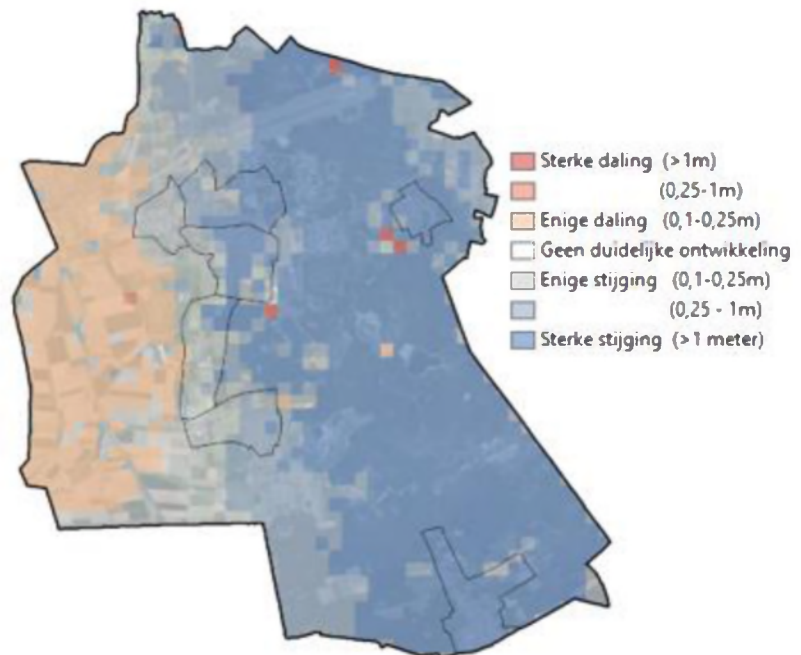 Sterke daling (>1m)
(0,25-1m)
Enige daling (0,1-0,25m)
Geen duidelijke ontwikkeling
Enige stijging (0,1-0,25m)
(0,25 - 1m)
Sterke stijging (>1 meter)